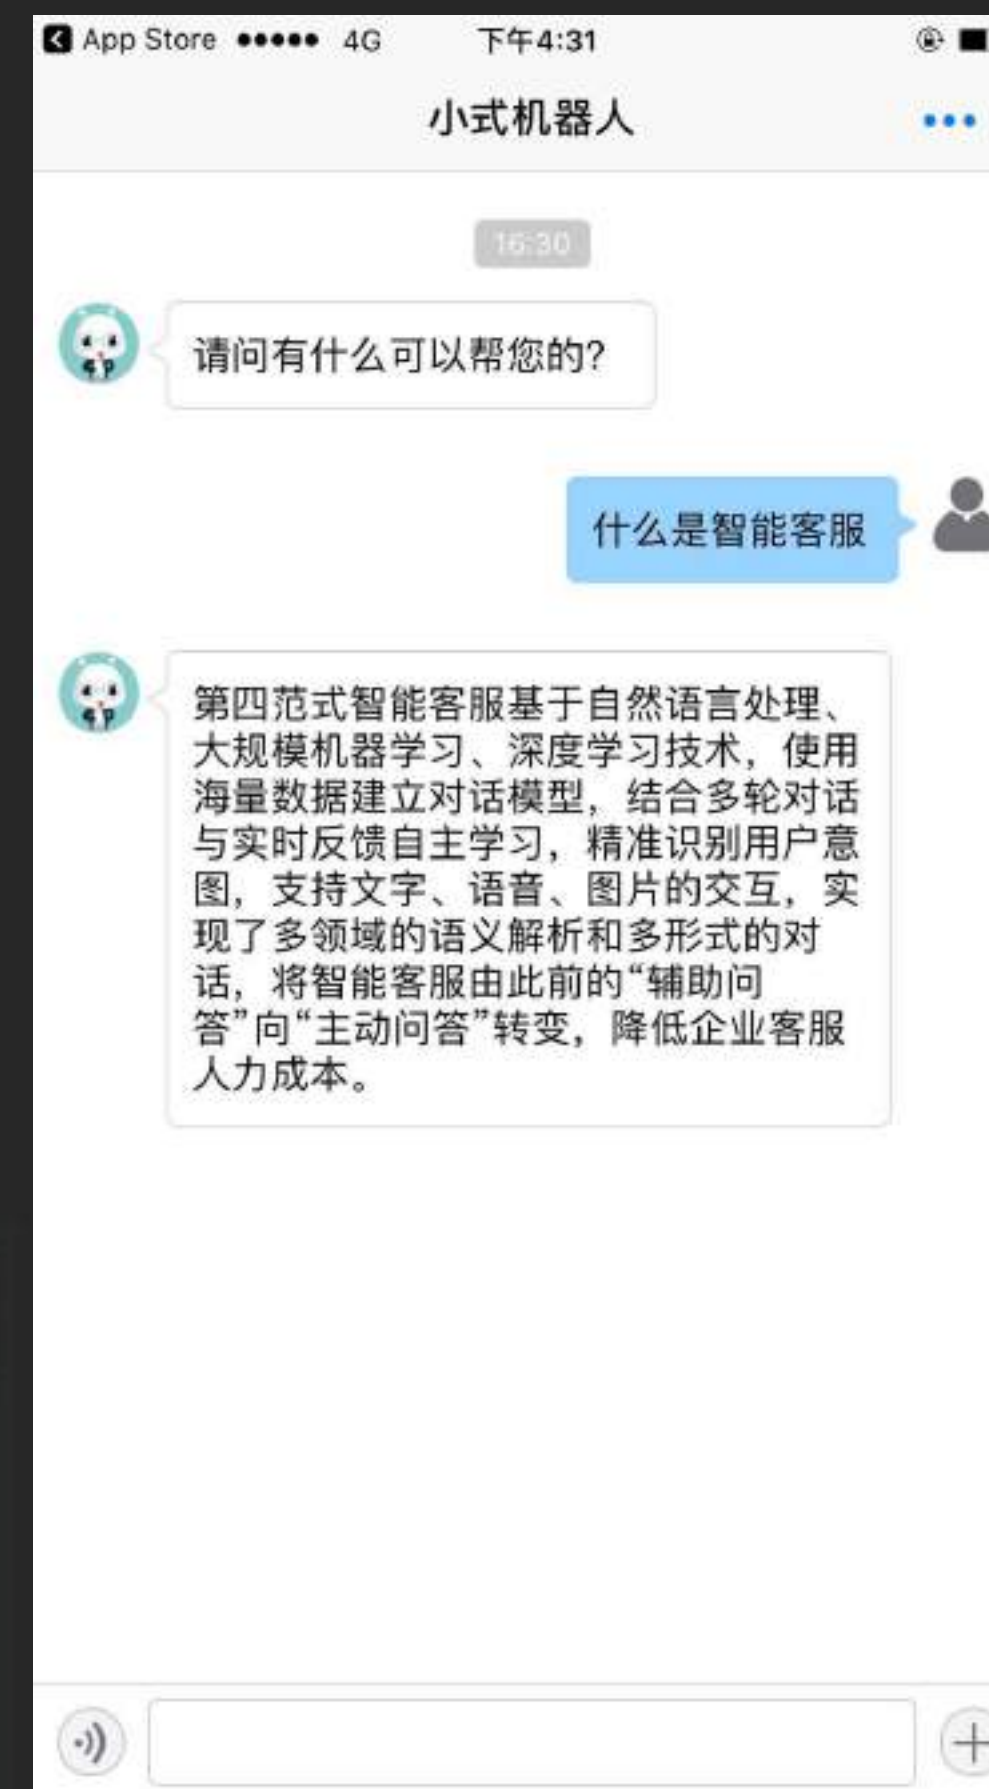 App Store 4G 下午4:31
小式机器人
16:30
请问有什么可以帮您的?
什么是智能客服
第四范式智能客服基于自然语言处理、
大规模机器学习、深度学习技术，使用
海量数据建立对话模型，结合多轮对话
与实时反馈自主学习，精准识别用户意
图，支持文字、语音、图片的交互，实
现了多领域的语义解析和多形式的对
话，将智能客服由此前的“辅助问
答”向“主动问答”转变，降低企业客服
人力成本。